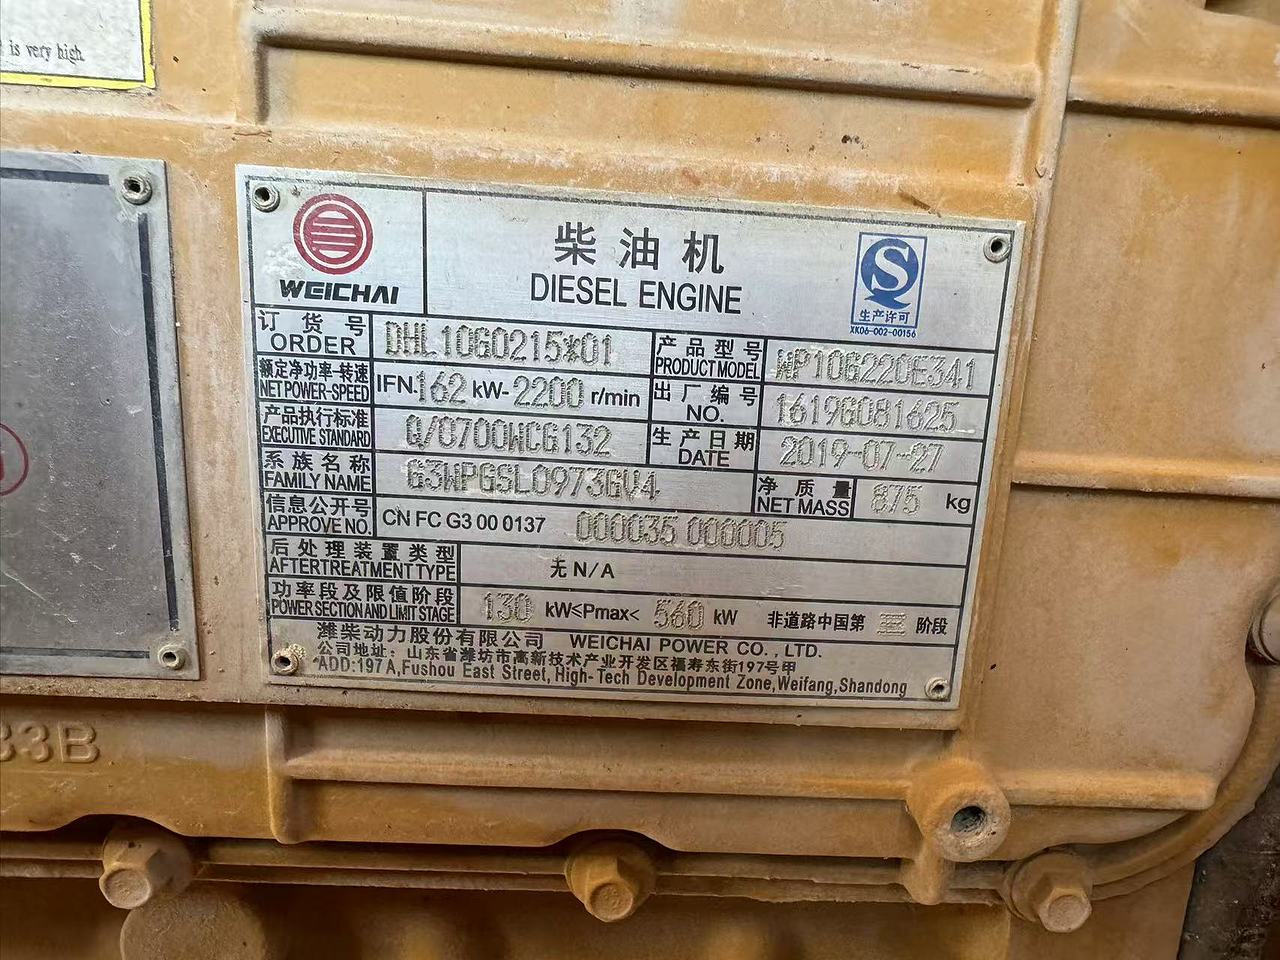 is very high.
WEICHAI
柴油机
DIESEL ENGINE
S
生产许可
XK06-002-00156
订货号
ORDER
DHL10G0215*01
产品型号
PRODUCT MODEL
WP10G220E341
额定净功率-转速
NET POWER-SPEED
IFN.162 kW-2200 r/min
出厂编号
NO.
1619G081625
产品执行标准
EXECUTIVE STANDARD
Q/0700WCG132
生产日期
DATE
2019-07-27
系族名称
FAMILY NAME
G3WPGSL0973GV4
净质量
NET MASS
875 kg
信息公开号
APPROVE NO.
CN FC G3 00 0137 000035 000005
后处理装置类型
AFTERTREATMENT TYPE
无 N/A
功率段及限值阶段
POWER SECTION AND LIMIT STAGE
130 kW≤Pmax≤ 560 kW 非道路中国第 三 阶段
潍柴动力股份有限公司 WEICHAI POWER CO., LTD.
公司地址: 山东省潍坊市高新技术产业开发区福寿东街197号甲
ADD:197 A,Fushou East Street, High-Tech Development Zone,Weifang,Shandong
33B